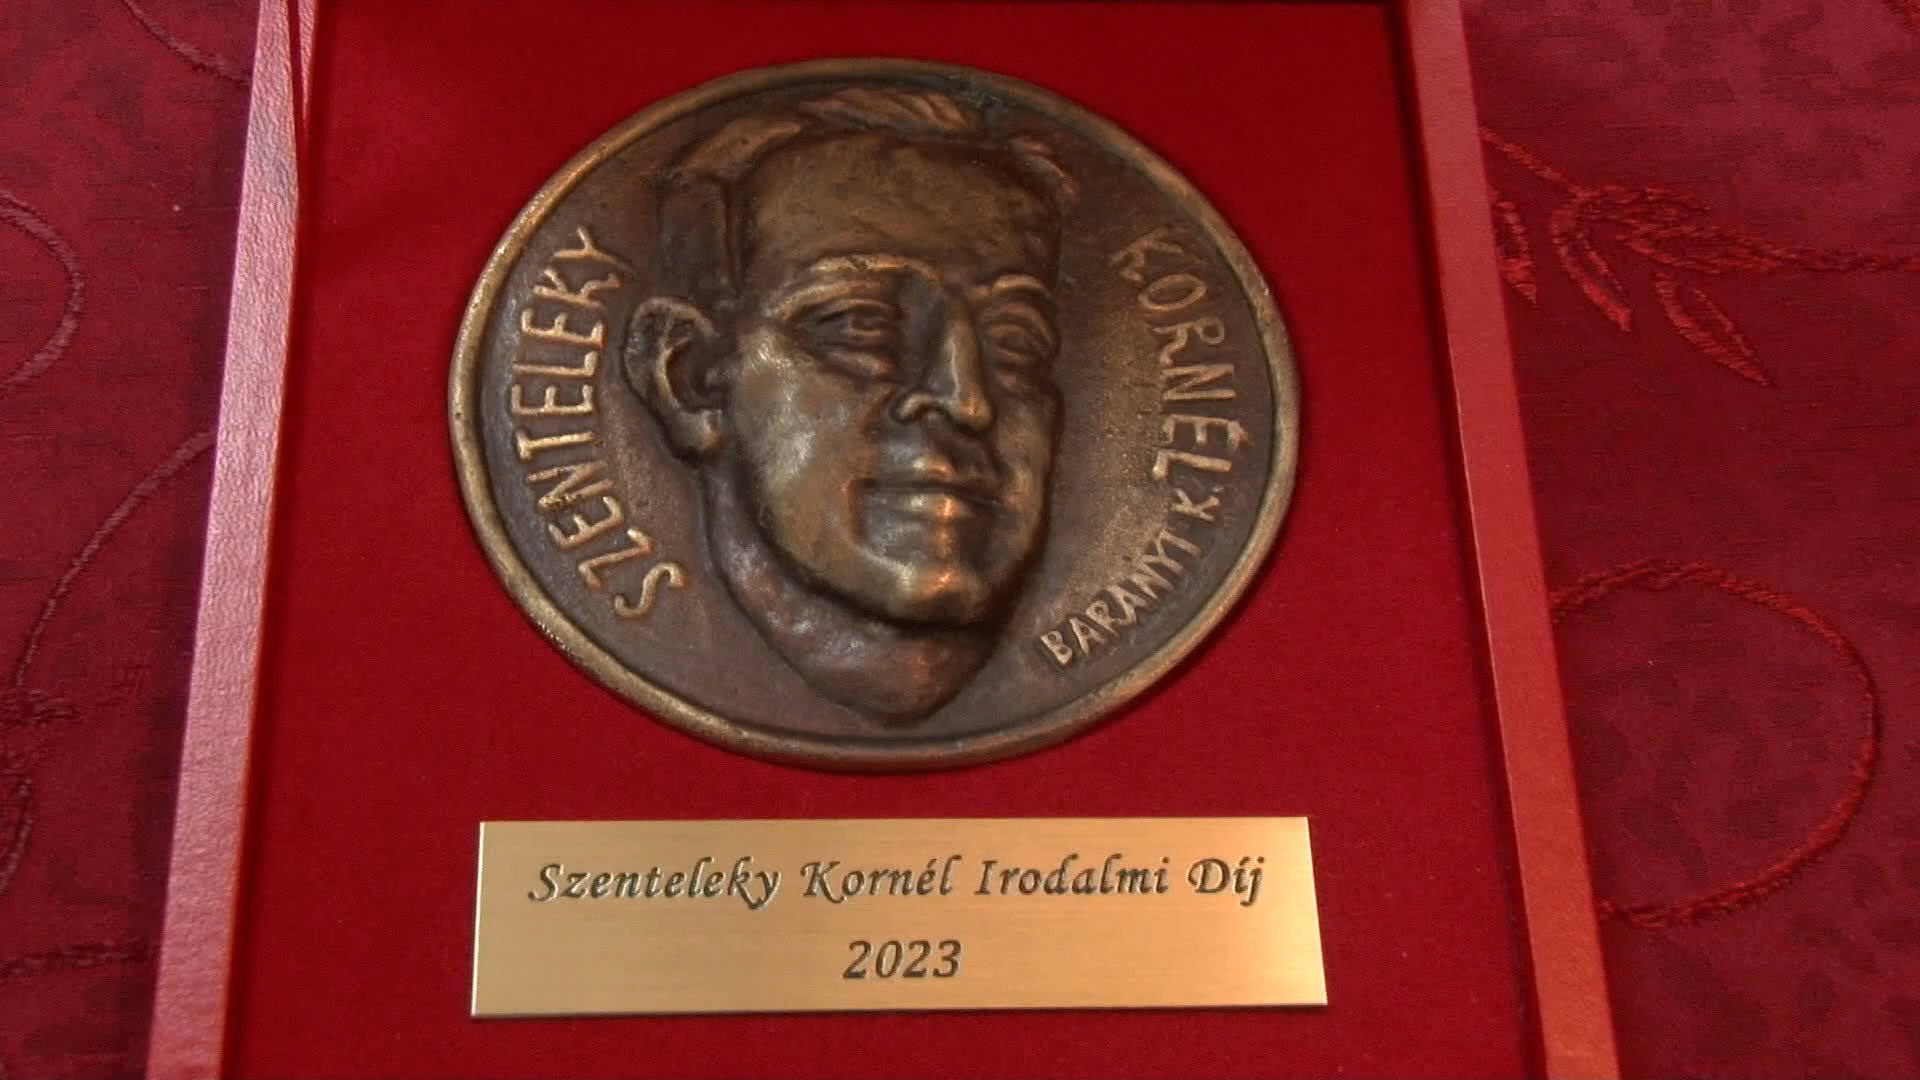 SZENTELEKY
KORNÉL
BARANYI K
Szenteleky Kornél Irodalmi Díj
2023